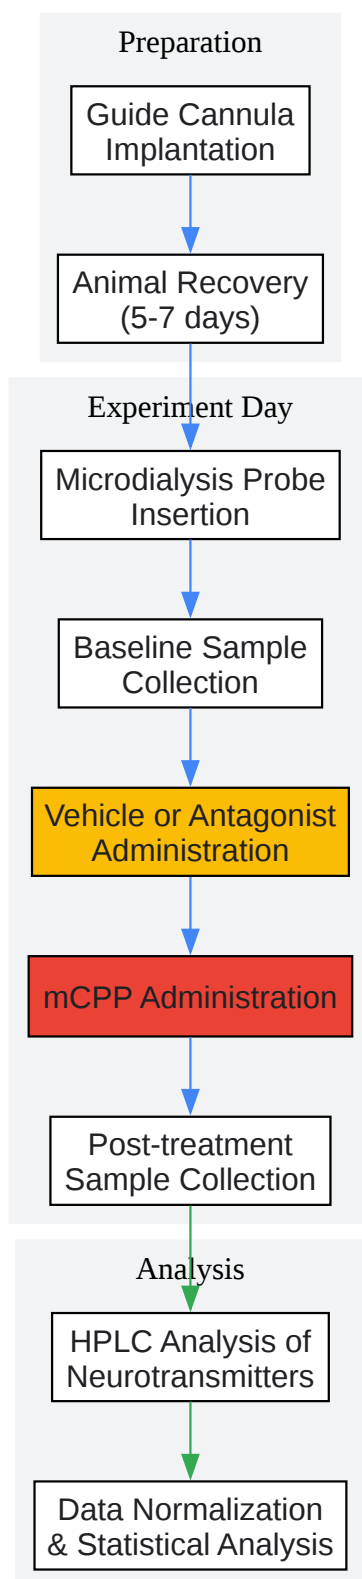 Preparation
Guide Cannula
Implantation
Animal Recovery
(5-7 days)
Experiment Day
Microdialysis Probe
Insertion
Baseline Sample
Collection
Vehicle or Antagonist
Administration
mCPP Administration
Post-treatment
Sample Collection
Analysis
HPLC Analysis of
Neurotransmitters
Data Normalization
& Statistical Analysis